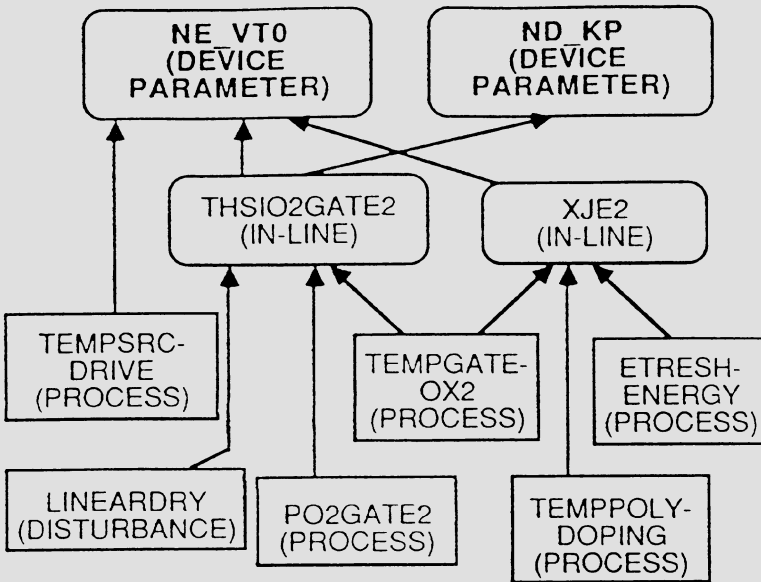 NE_VT0
(DEVICE
PARAMETER)
ND_KP
(DEVICE
PARAMETER)
THSIO2GATE2
(IN-LINE)
XJE2
(IN-LINE)
TEMPSRC-
DRIVE
(PROCESS)
TEMPGATE-
OX2
(PROCESS)
ETRESH-
ENERGY
(PROCESS)
LINEARDRY
(DISTURBANCE)
PO2GATE2
(PROCESS)
TEMPPOLY-
DOPING
(PROCESS)